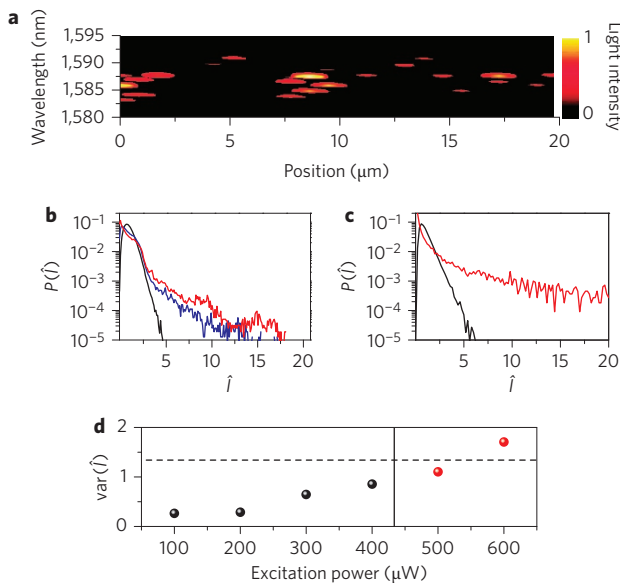 a
Wavelength (nm)
1,595
1,590
1,585
1,580
0
5
10
15
20
Position (μm)
1
0
Light intensity
b
P(Î)
10⁻¹
10⁻²
10⁻³
10⁻⁴
10⁻⁵
5
10
15
20
Î
c
P(Î)
10⁻¹
10⁻²
10⁻³
10⁻⁴
10⁻⁵
5
10
15
20
Î
d
var (Î)
2
1
0
100
200
300
400
500
600
Excitation power (μW)